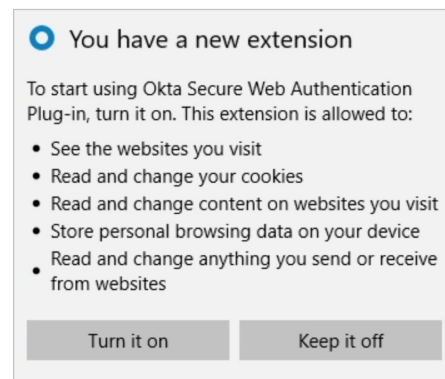 You have a new extension
To start using Okta Secure Web Authentication
Plug-in, turn it on. This extension is allowed to:
• See the websites you visit
• Read and change your cookies
• Read and change content on websites you visit
• Store personal browsing data on your device
• Read and change anything you send or receive
from websites
Turn it on
Keep it off